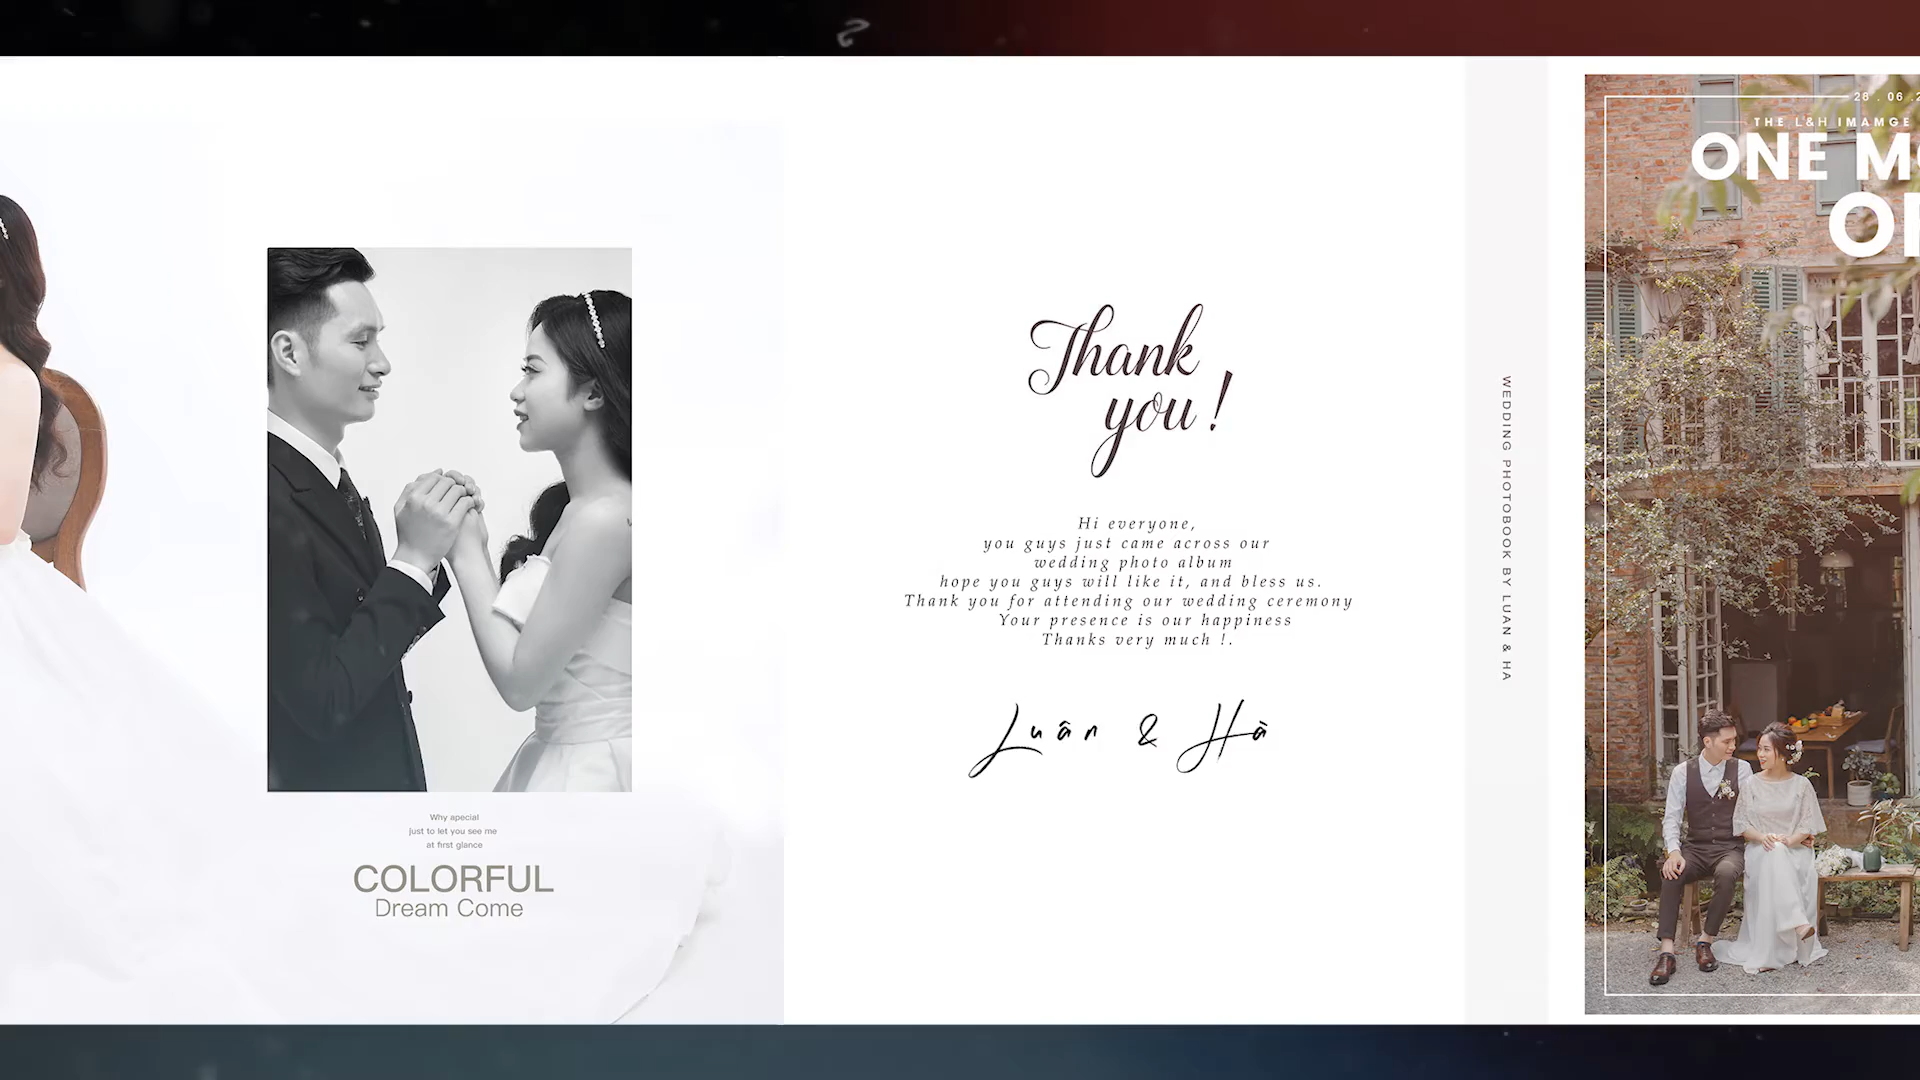 Why apecial
just to let you see me
at first glance
COLORFUL
Dream Come
Thank
you !
Hi everyone,
you guys just came across our
wedding photo album
hope you guys will like it, and bless us.
Thank you for attending our wedding ceremony
Your presence is our happiness
Thanks very much !.
Luân & Hà
WEDDING PHOTOBOOK BY LUAN & HA
28 . 06 .
THE L&H IMAMGE
ONE